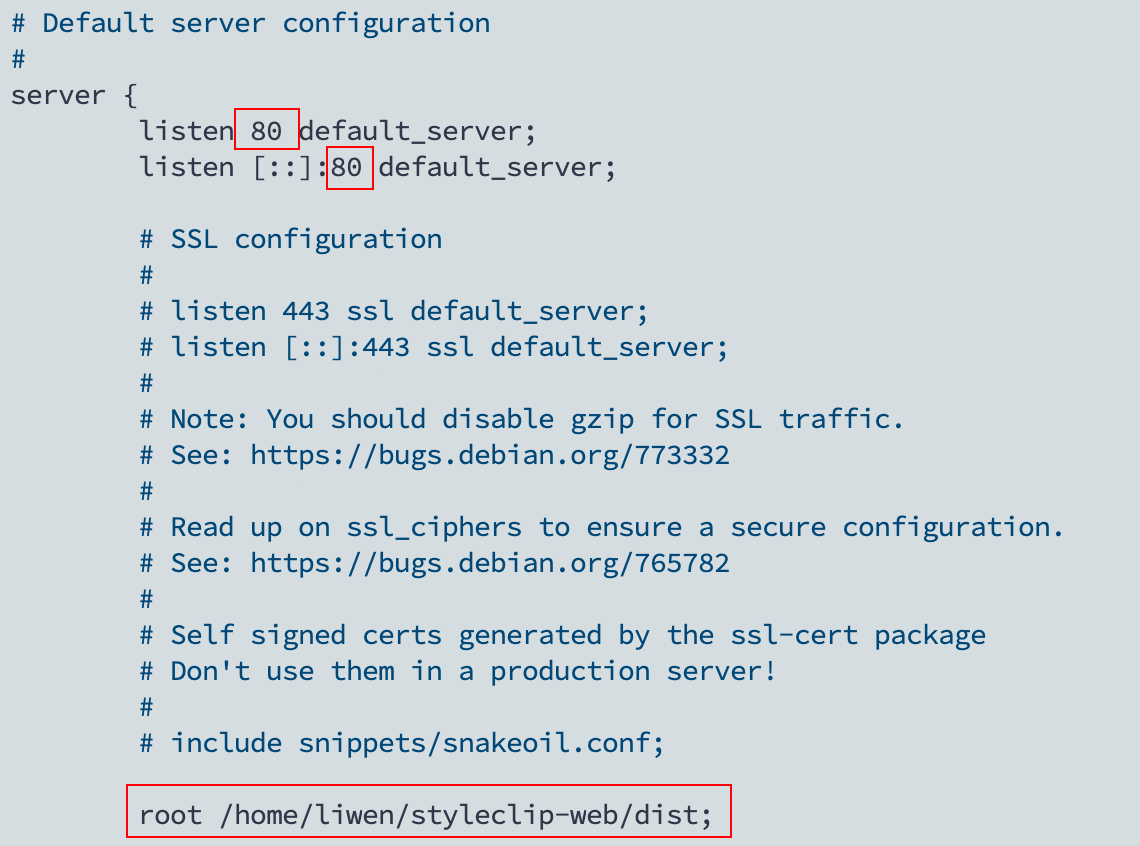 # Default server configuration
#
server {
listen 80 default_server;
listen [::]:80 default_server;
# SSL configuration
#
# listen 443 ssl default_server;
# listen [::]:443 ssl default_server;
#
# Note: You should disable gzip for SSL traffic.
# See: https://bugs.debian.org/773332
#
# Read up on ssl_ciphers to ensure a secure configuration.
# See: https://bugs.debian.org/765782
#
# Self signed certs generated by the ssl-cert package
# Don't use them in a production server!
#
# include snippets/snakeoil.conf;
root /home/liwen/styleclip-web/dist;